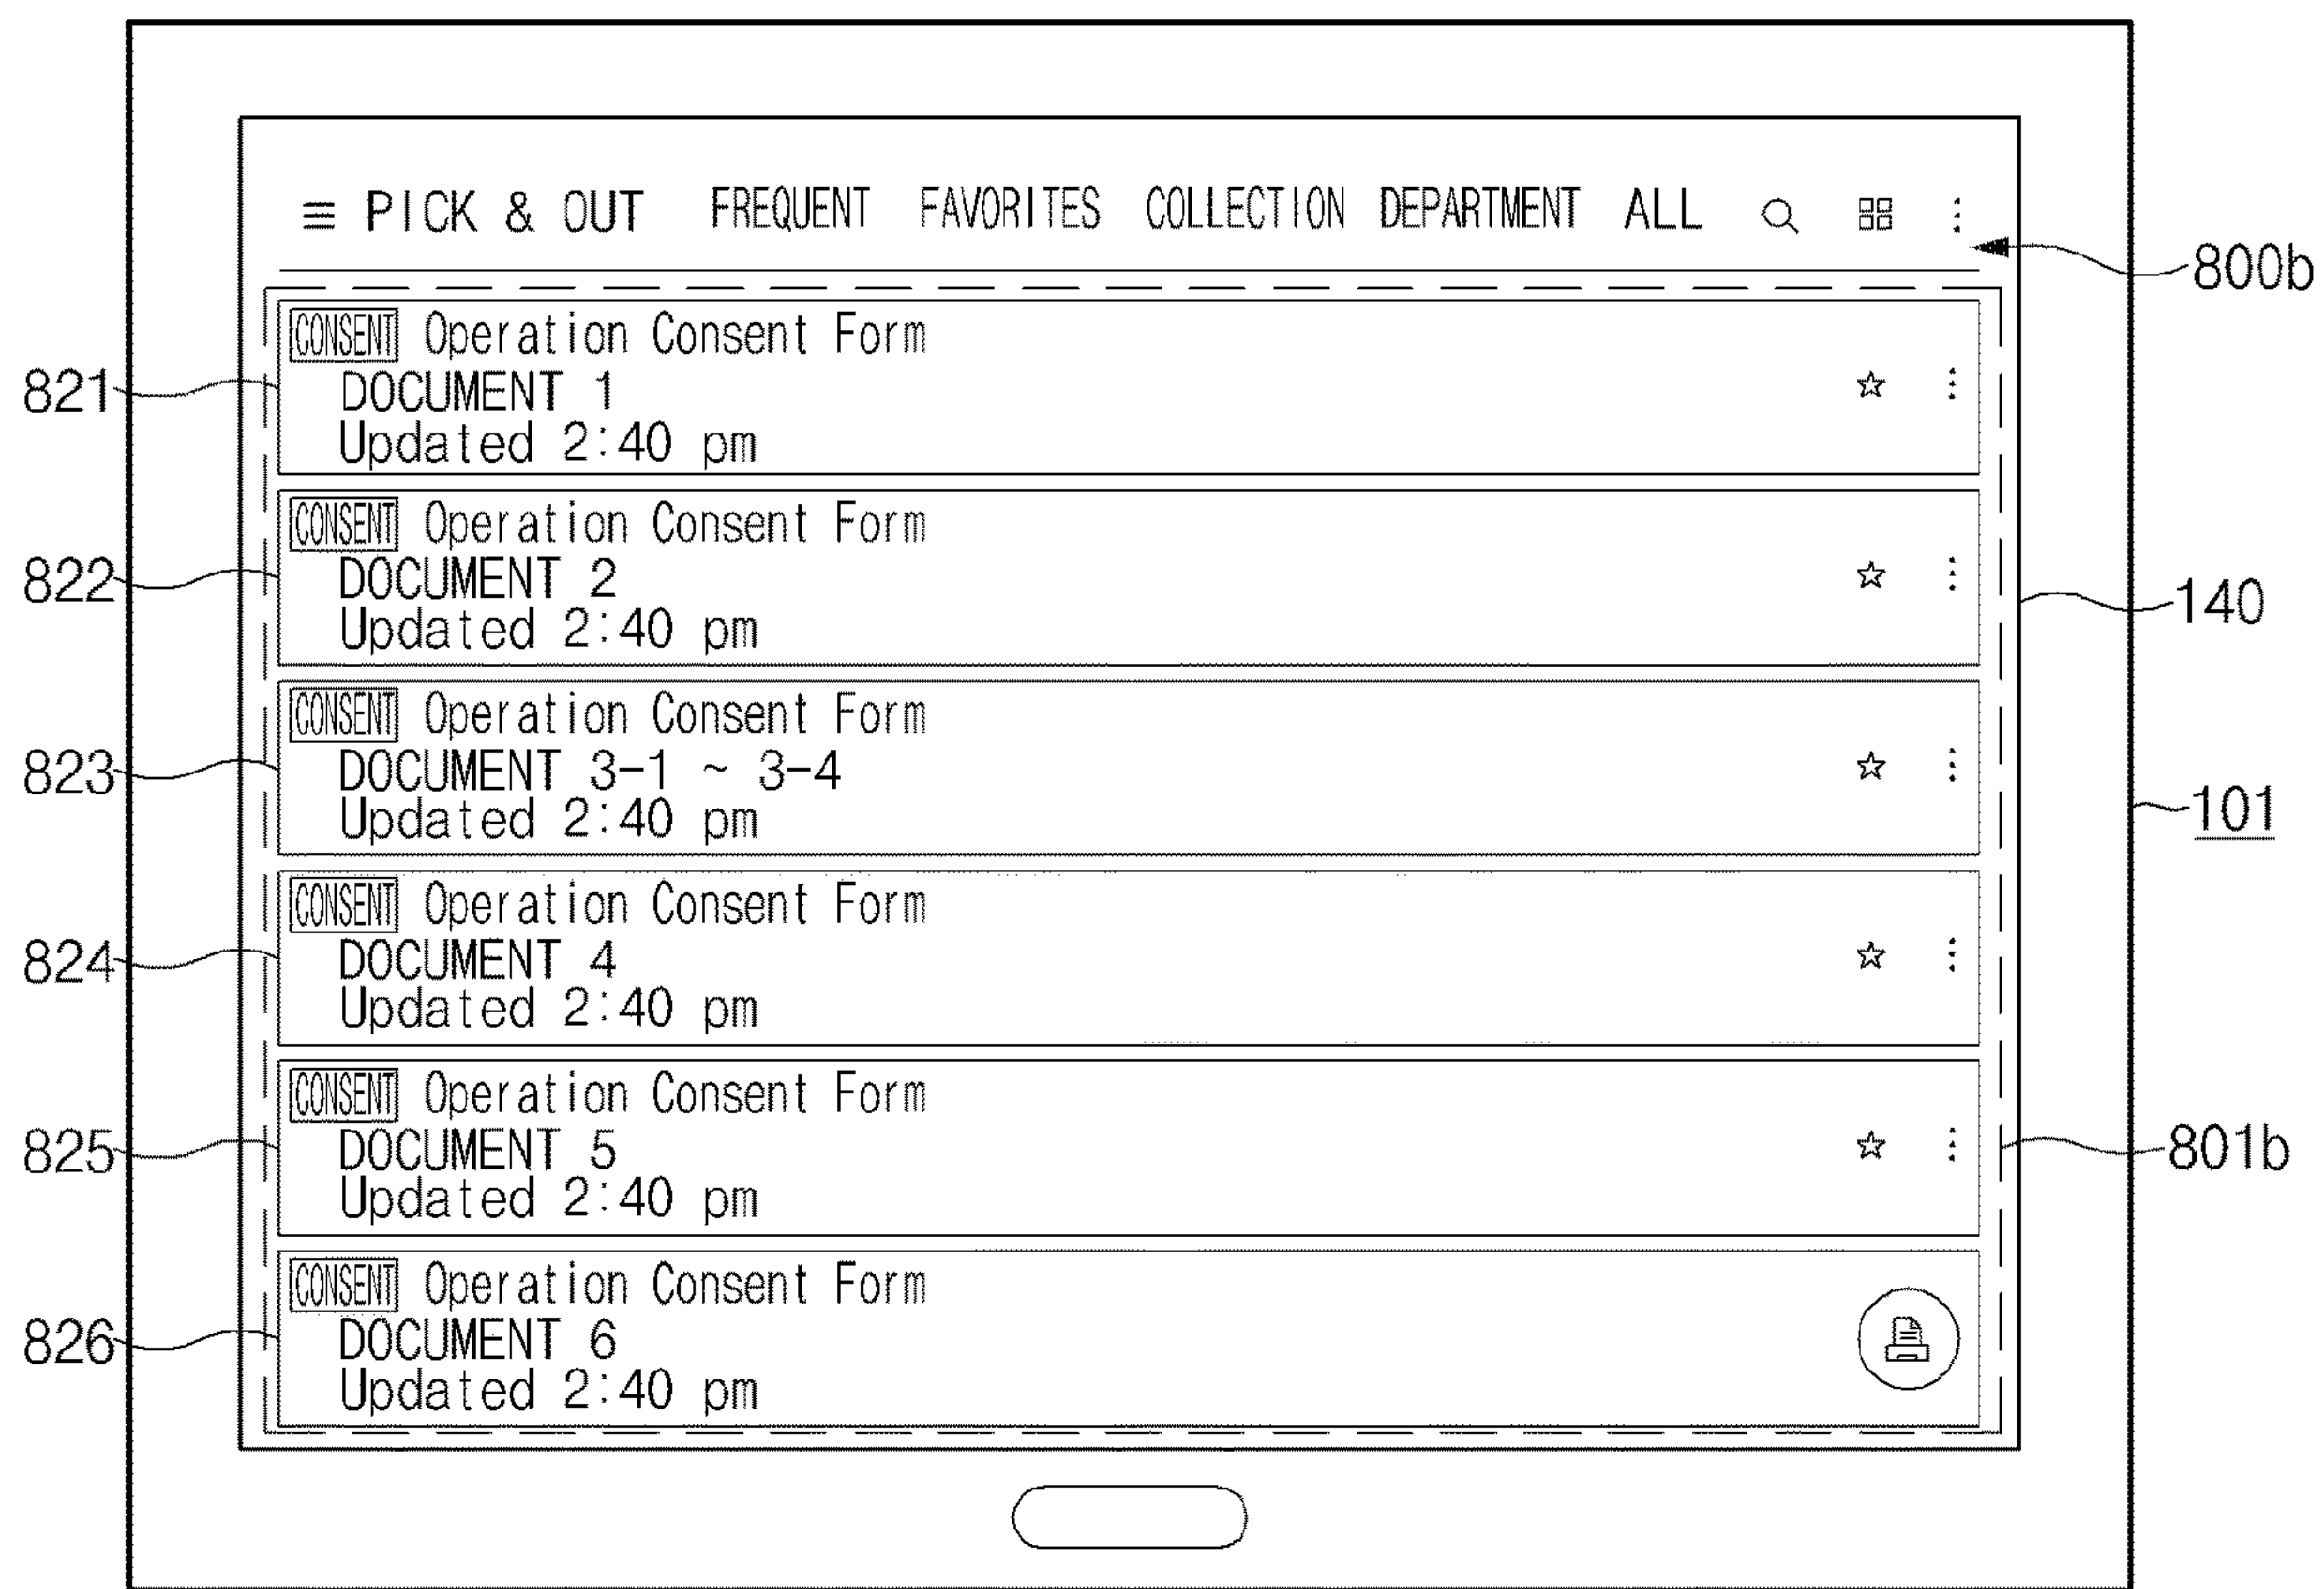 ≡ PICK & OUT FREQUENT FAVORITES COLLECTION DEPARTMENT ALL
800b
CONSENT Operation Consent Form
821 DOCUMENT 1
Updated 2:40 pm
CONSENT Operation Consent Form
822 DOCUMENT 2
Updated 2:40 pm
140
CONSENT Operation Consent Form
823 DOCUMENT 3-1 ~ 3-4
Updated 2:40 pm
101
CONSENT Operation Consent Form
824 DOCUMENT 4
Updated 2:40 pm
CONSENT Operation Consent Form
825 DOCUMENT 5
Updated 2:40 pm
801b
CONSENT Operation Consent Form
826 DOCUMENT 6
Updated 2:40 pm